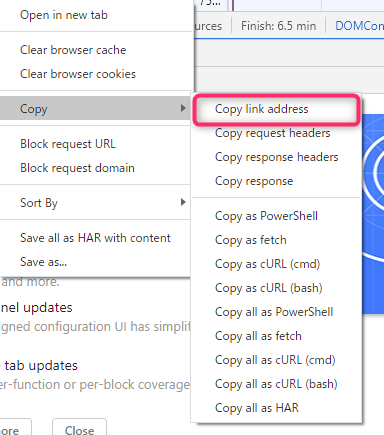 Open in new tab
Clear browser cache
Clear browser cookies
Copy
Block request URL
Block request domain
Sort By
Save all as HAR with content
Save as...
Finish: 6.5 min
DOMCon
Copy link address
Copy request headers
Copy response headers
Copy response
Copy as PowerShell
Copy as fetch
Copy as cURL (cmd)
Copy as cURL (bash)
Copy all as PowerShell
Copy all as fetch
Copy all as cURL (cmd)
Copy all as cURL (bash)
Copy all as HAR
and more.
nel updates
igned configuration UI has simplif
tab updates
er-function or per-block coverage
ore
Close